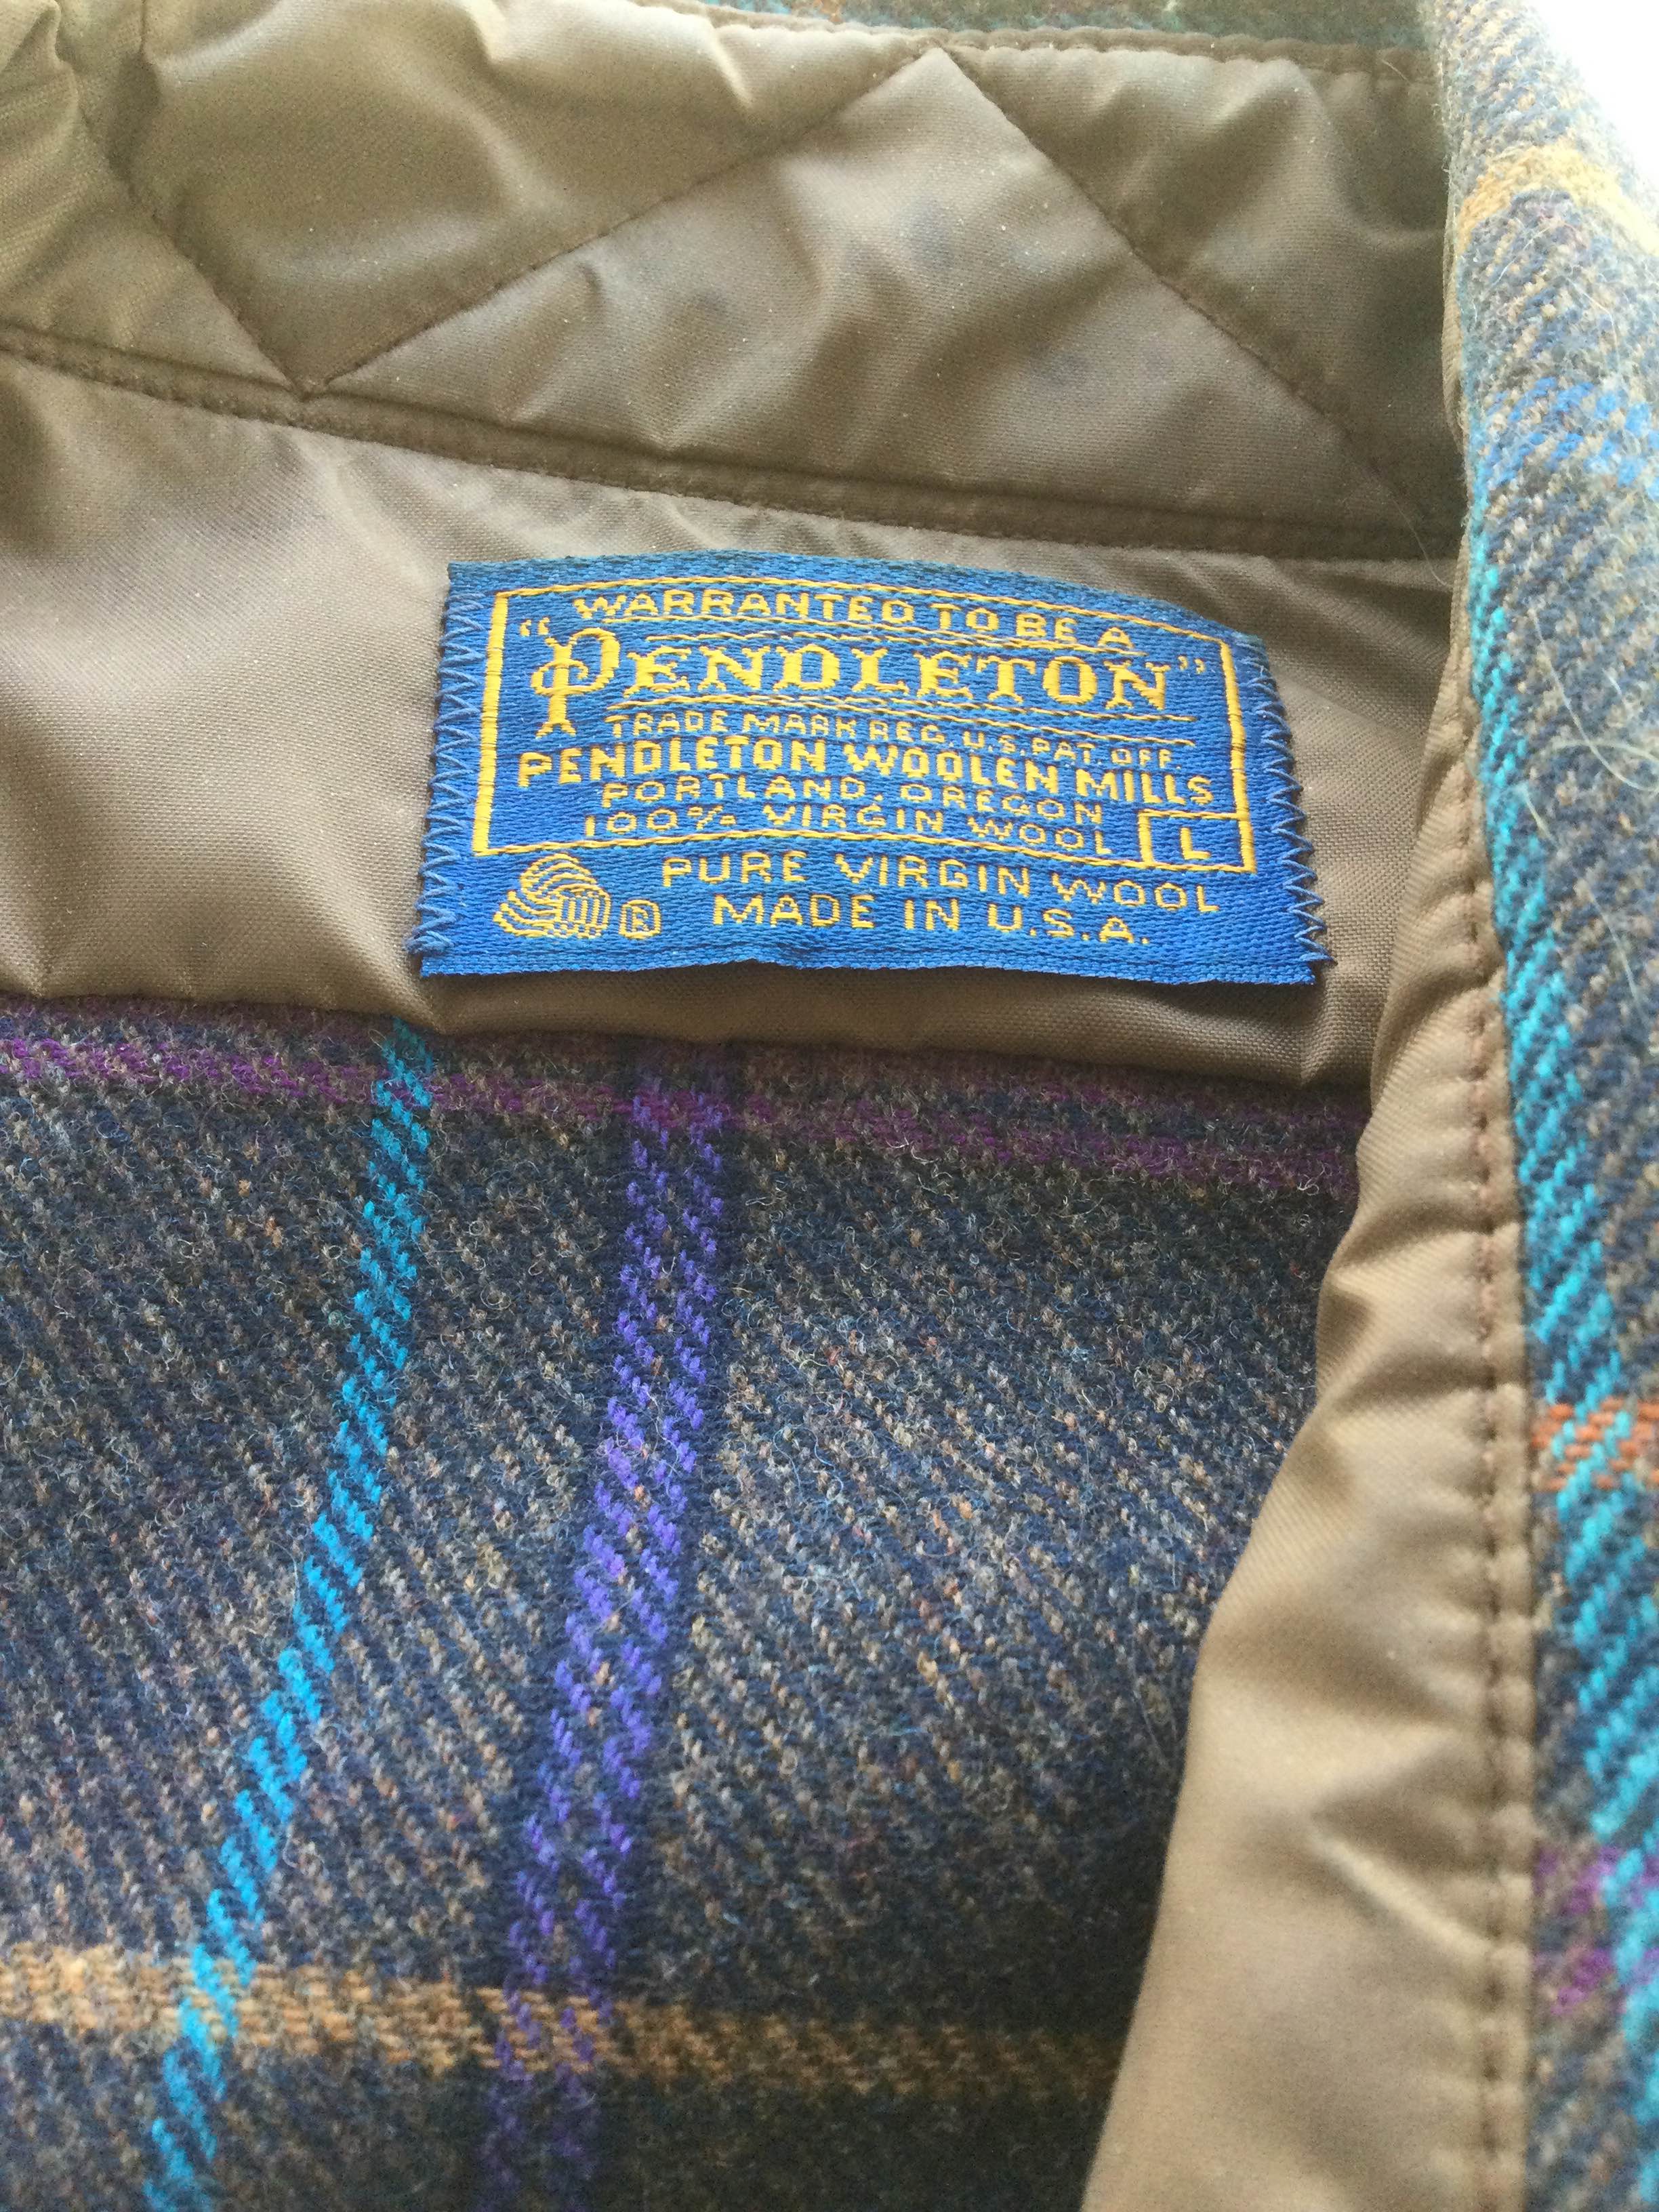 WARRANTED TO BE A
"PENDLETON"
TRADE MARK REG. U.S. PAT. OFF.
PENDLETON WOOLEN MILLS
PORTLAND, OREGON
100% VIRGIN WOOL L
PURE VIRGIN WOOL
® MADE IN U.S.A.